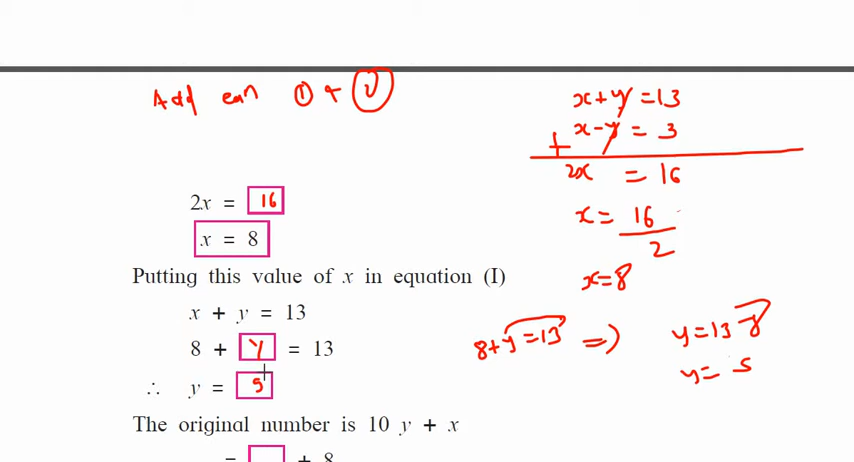 Add eqn ① + Ⓥ
x+y=13
x-y=3
+
2x = 16
x = 16
2
x=8
2x = 16
x = 8
Putting this value of x in equation (I)
x + y = 13
8 + y = 13
8+y=13 =) y=13 8
y= 5
∴ y = 5
The original number is 10 y + x
= + 8